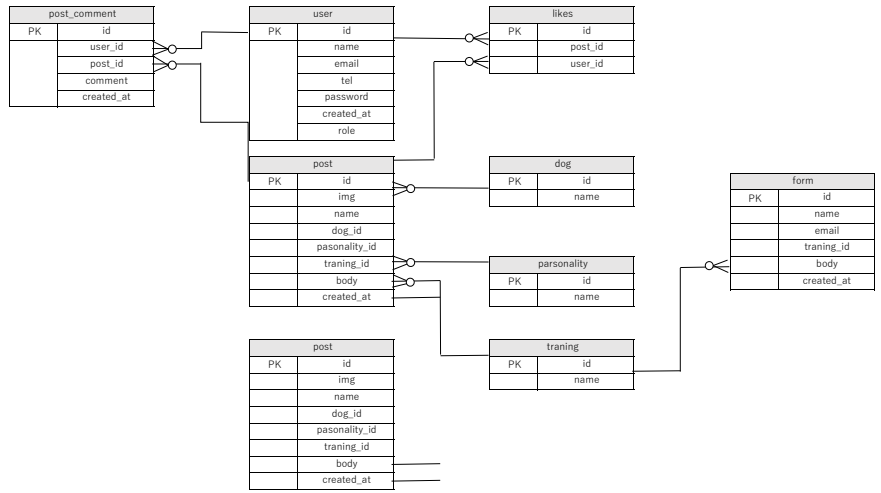 post_comment
PK id
user_id
post_id
comment
created_at
user
PK id
name
email
tel
password
created_at
role
likes
PK id
post_id
user_id
post
PK id
img
name
dog_id
pasonality_id
traning_id
body
created_at
dog
PK id
name
parsonality
PK id
name
form
PK id
name
email
traning_id
body
created_at
post
PK id
img
name
dog_id
pasonality_id
traning_id
body
created_at
traning
PK id
name